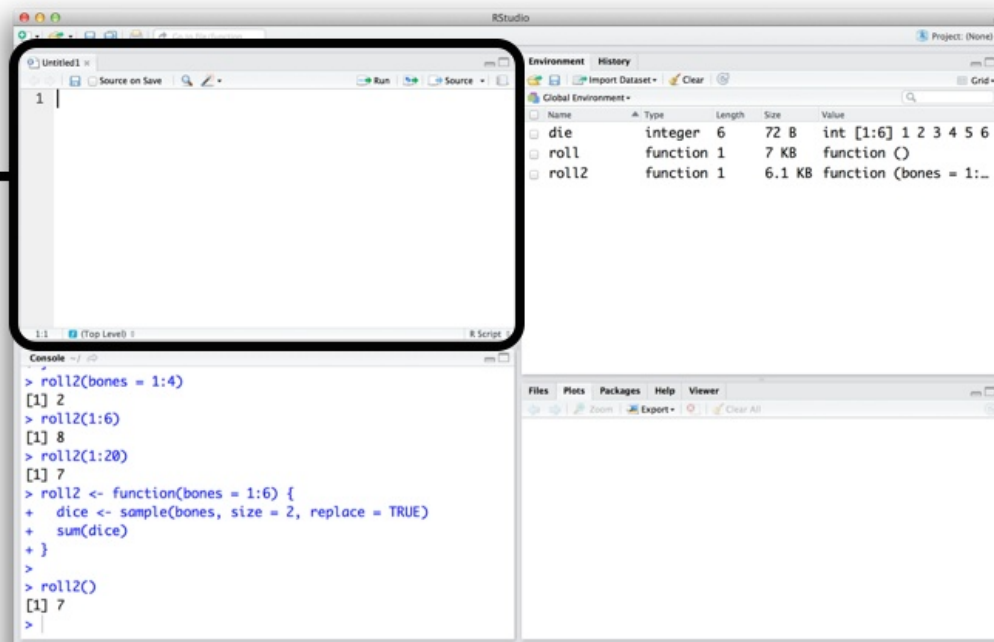 RStudio
Go to file/function
Project: (None)
Untitled1
Source on Save
Run
Source
1
1:1
(Top Level)
R Script
Console ~/
> roll2(bones = 1:4)
[1] 2
> roll2(1:6)
[1] 8
> roll2(1:20)
[1] 7
> roll2 <- function(bones = 1:6) {
+   dice <- sample(bones, size = 2, replace = TRUE)
+   sum(dice)
+ }
>
> roll2()
[1] 7
>
Environment History
Import Dataset Clear
Grid
Global Environment
Name Type Length Size Value
die integer 6 72 B int [1:6] 1 2 3 4 5 6
roll function 1 7 KB function ()
roll2 function 1 6.1 KB function (bones = 1:…
Files Plots Packages Help Viewer
Zoom Export Clear All